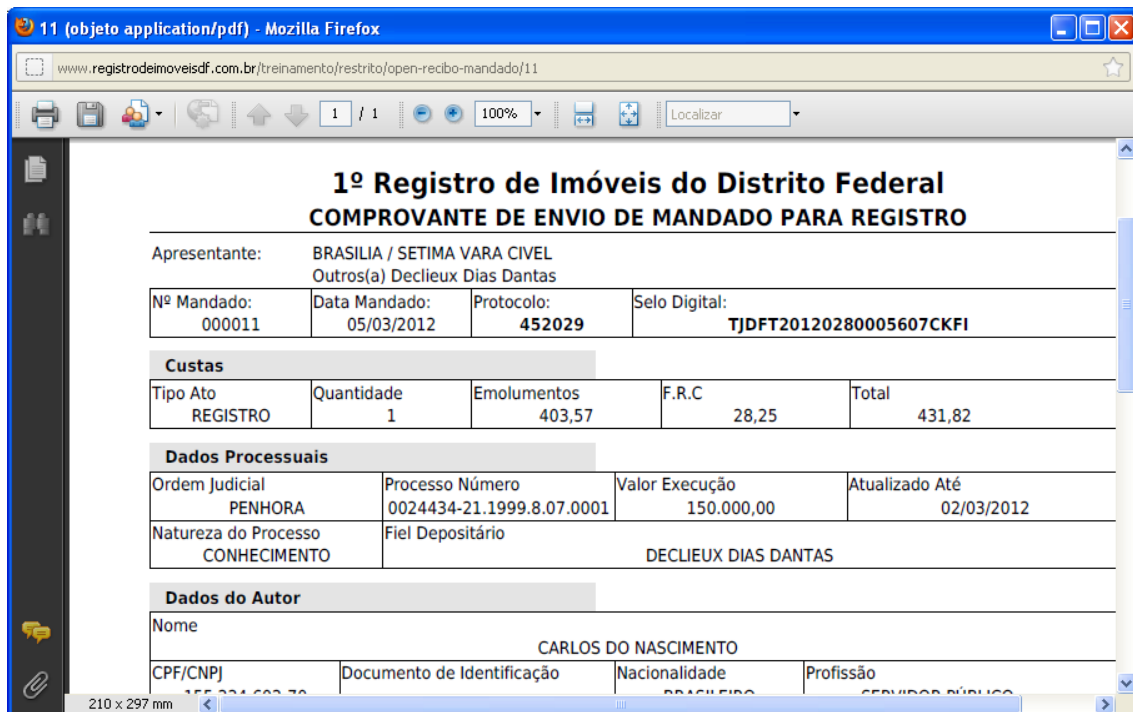 11 (objeto application/pdf) - Mozilla Firefox
www.registrodeimoveisdf.com.br/treinamento/restrito/open-recibo-mandado/11
1 / 1 100% Localizar
1º Registro de Imóveis do Distrito Federal
COMPROVANTE DE ENVIO DE MANDADO PARA REGISTRO
Apresentante: BRASILIA / SETIMA VARA CIVEL
Outros(a) Declieux Dias Dantas
Nº Mandado: Data Mandado: Protocolo: Selo Digital:
000011 05/03/2012 452029 TJDFT20120280005607CKFI
Custas
Tipo Ato Quantidade Emolumentos F.R.C Total
REGISTRO 1 403,57 28,25 431,82
Dados Processuais
Ordem Judicial Processo Número Valor Execução Atualizado Até
PENHORA 0024434-21.1999.8.07.0001 150.000,00 02/03/2012
Natureza do Processo Fiel Depositário
CONHECIMENTO DECLIEUX DIAS DANTAS
Dados do Autor
Nome
CARLOS DO NASCIMENTO
CPF/CNPJ Documento de Identificação Nacionalidade Profissão
BRASILEIRO SERVIDOR PÚBLICO
210 x 297 mm